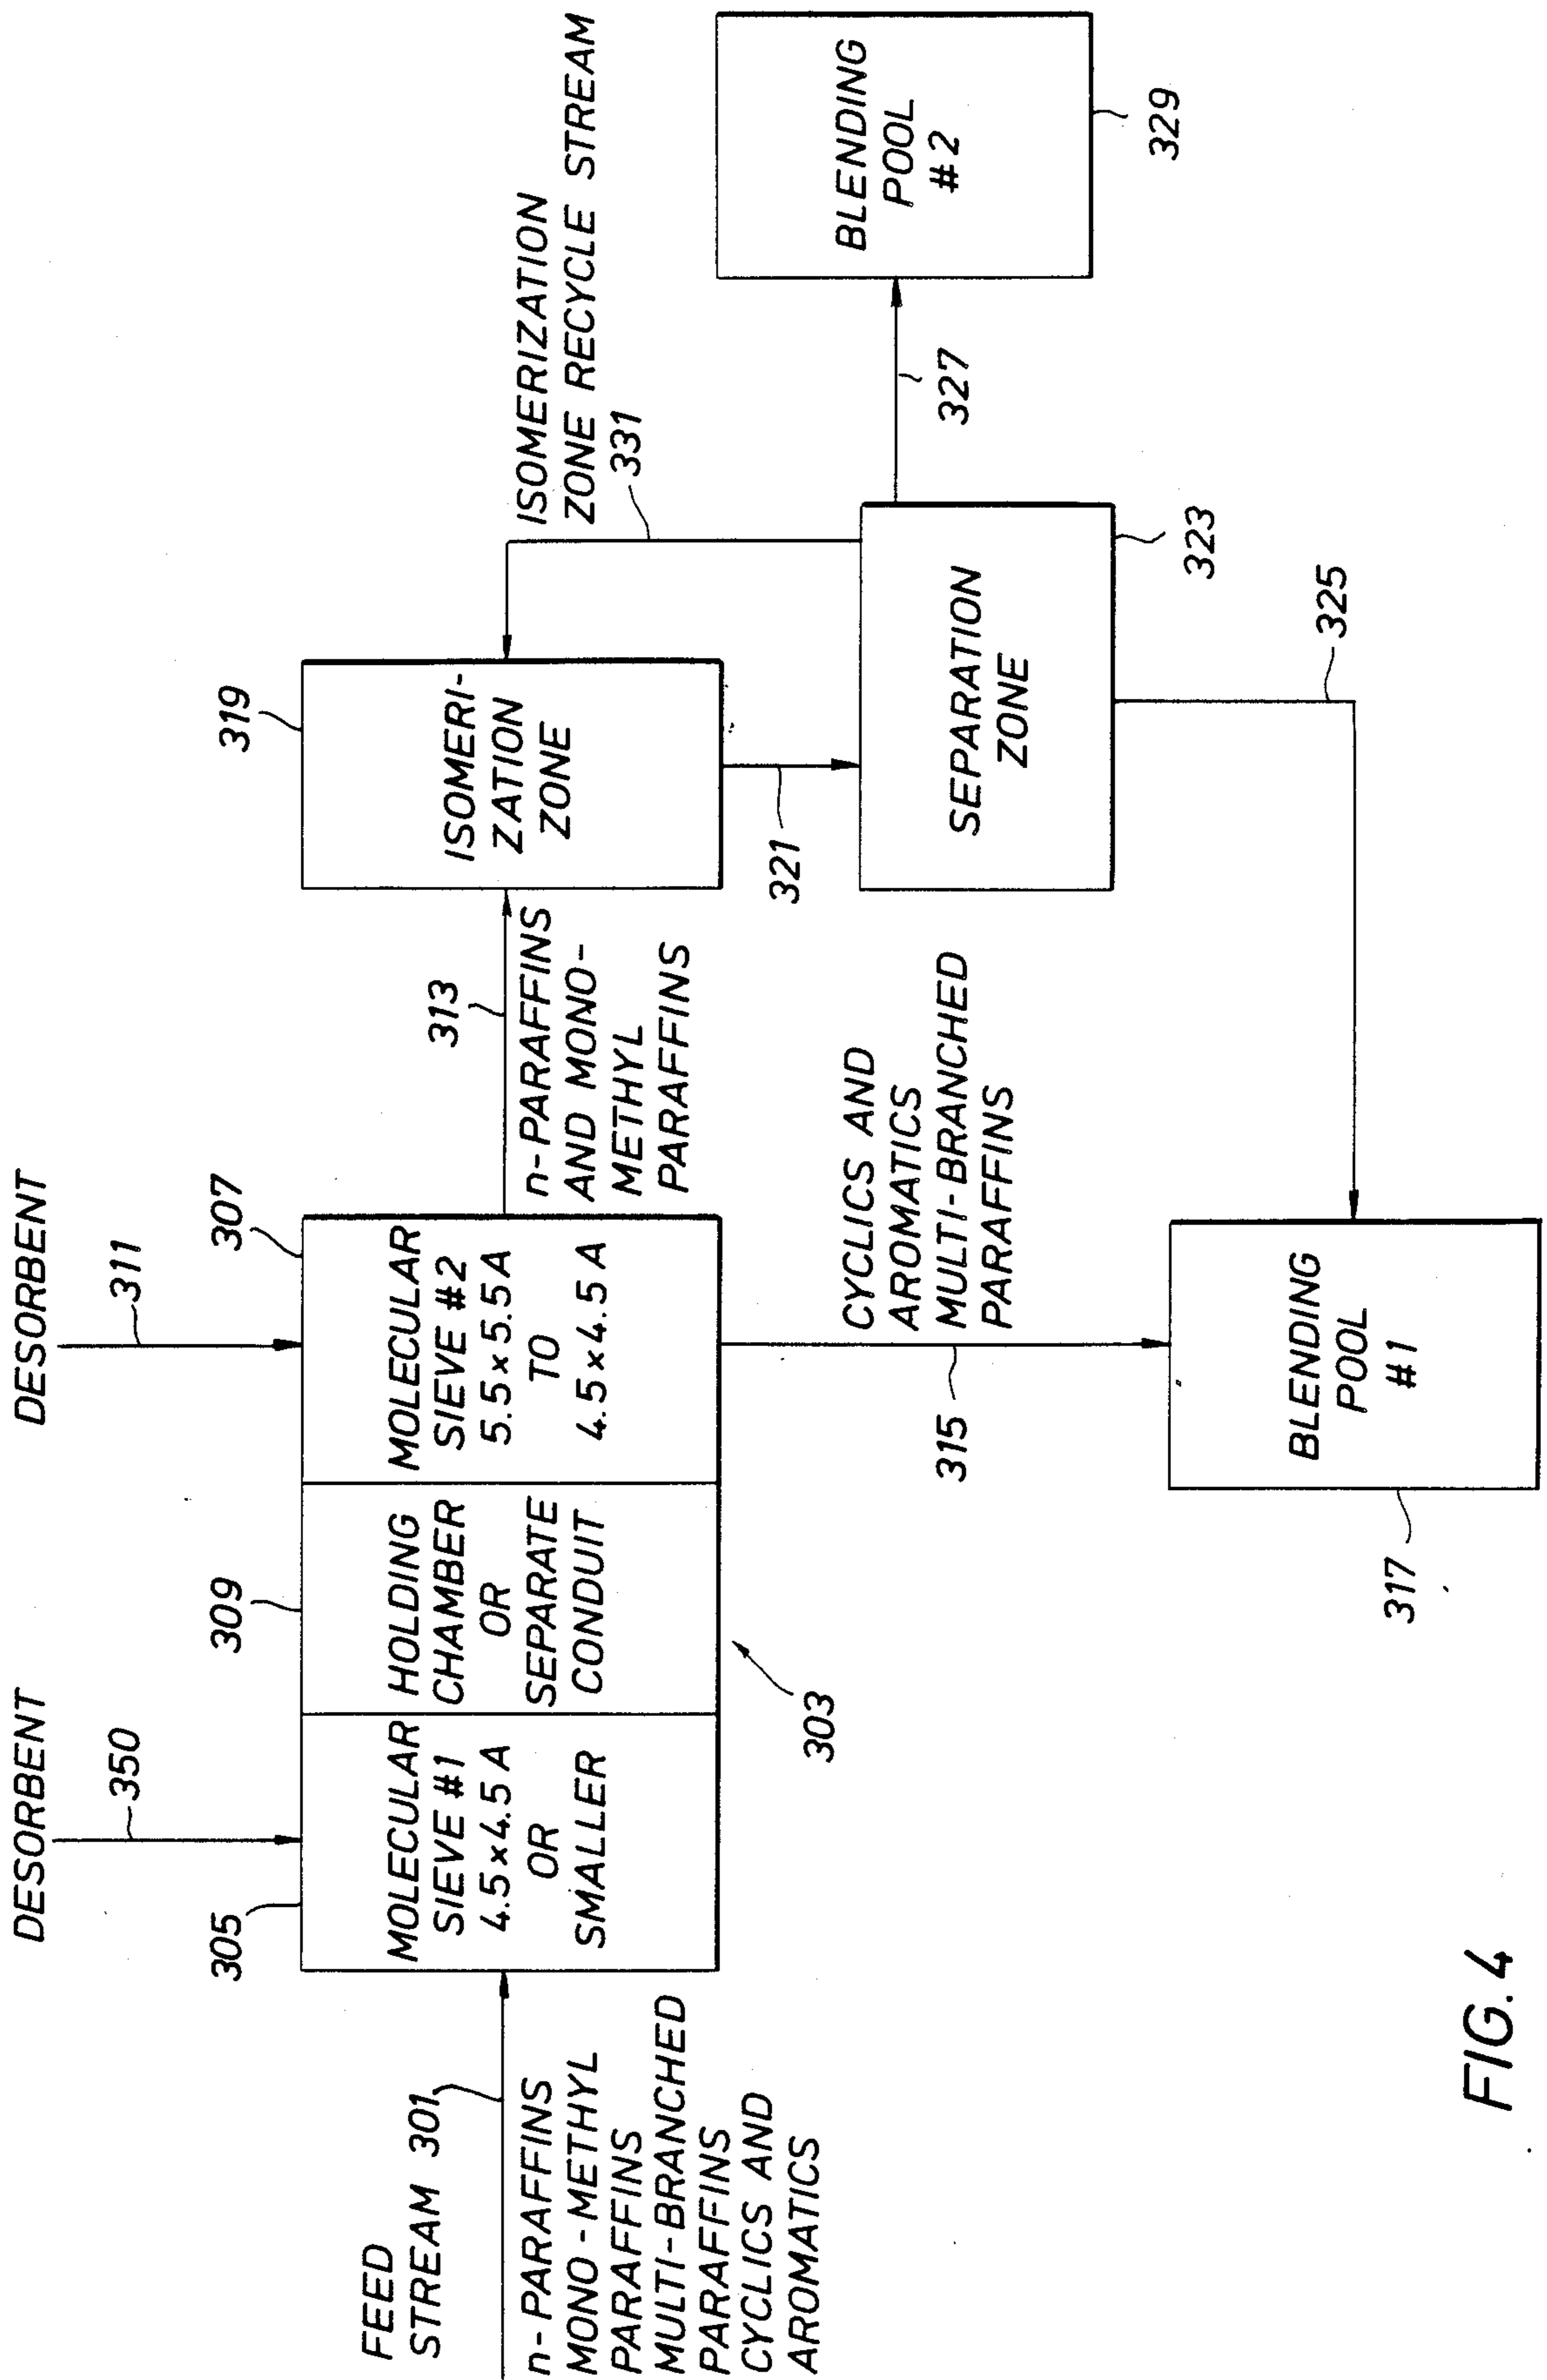 DESORBENT
350
DESORBENT
311
305
309
307
313
319
FEED
STREAM 301
n-PARAFFINS
MONO-METHYL
PARAFFINS
MULTI-BRANCHED
PARAFFINS
CYCLICS AND
AROMATICS
MOLECULAR
SIEVE #1
4.5×4.5 A
OR
SMALLER
HOLDING
CHAMBER
OR
SEPARATE
CONDUIT
MOLECULAR
SIEVE #2
5.5×5.5 A
TO
4.5×4.5 A
303
n-PARAFFINS
AND MONO-
METHYL
PARAFFINS
ISOMERI-
ZATION
ZONE
ISOMERIZATION
ZONE RECYCLE STREAM
331
321
315
CYCLICS AND
AROMATICS
MULTI-BRANCHED
PARAFFINS
SEPARATION
ZONE
323
327
BLENDING
POOL
#2
329
325
BLENDING
POOL
#1
317
FIG. 4